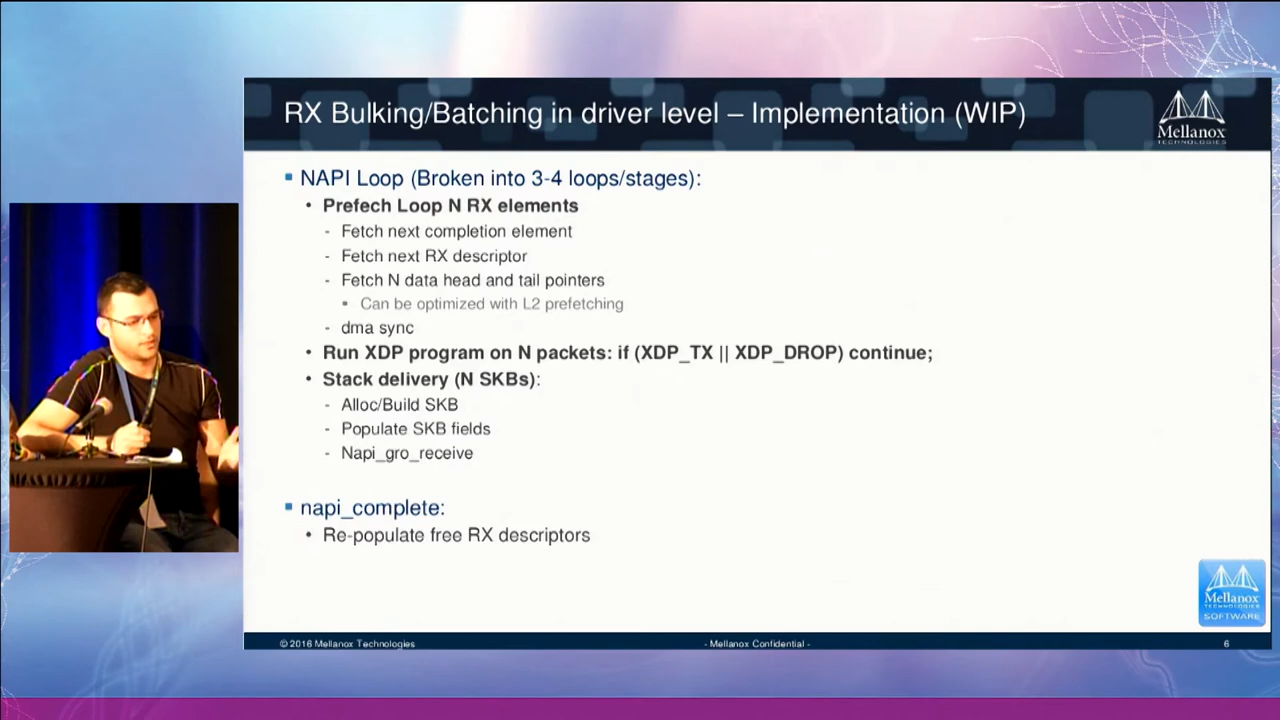 RX Bulking/Batching in driver level – Implementation (WIP)
Mellanox
TECHNOLOGIES
▪ NAPI Loop (Broken into 3-4 loops/stages):
• Prefech Loop N RX elements
- Fetch next completion element
- Fetch next RX descriptor
- Fetch N data head and tail pointers
▪ Can be optimized with L2 prefetching
- dma sync
• Run XDP program on N packets: if (XDP_TX || XDP_DROP) continue;
• Stack delivery (N SKBs):
- Alloc/Build SKB
- Populate SKB fields
- Napi_gro_receive
▪ napi_complete:
• Re-populate free RX descriptors
Mellanox
TECHNOLOGIES
SOFTWARE
© 2016 Mellanox Technologies
- Mellanox Confidential -
6